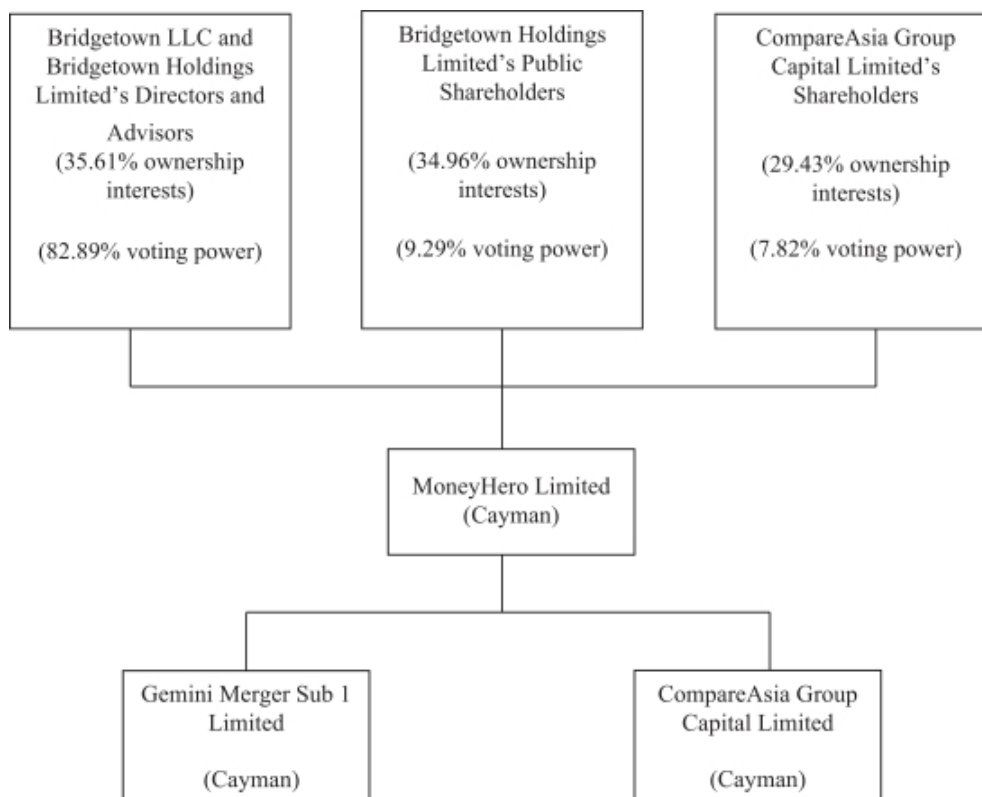 Bridgetown LLC and
Bridgetown Holdings
Limited’s Directors and
Advisors
(35.61% ownership
interests)
(82.89% voting power)
Bridgetown Holdings
Limited’s Public
Shareholders
(34.96% ownership
interests)
(9.29% voting power)
CompareAsia Group
Capital Limited’s
Shareholders
(29.43% ownership
interests)
(7.82% voting power)
MoneyHero Limited
(Cayman)
Gemini Merger Sub 1
Limited
(Cayman)
CompareAsia Group
Capital Limited
(Cayman)